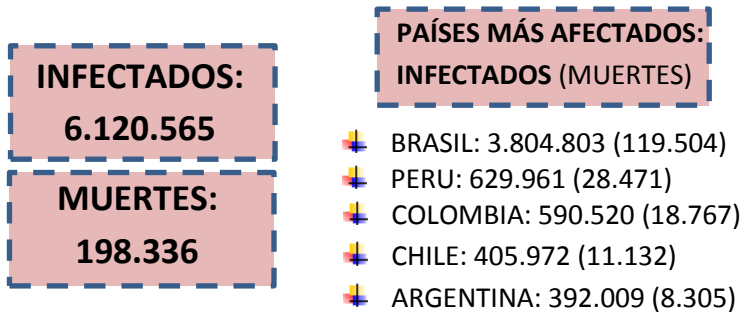 INFECTADOS:
6.120.565
MUERTES:
198.336
PAÍSES MÁS AFECTADOS:
INFECTADOS (MUERTES)
BRASIL: 3.804.803 (119.504)
PERU: 629.961 (28.471)
COLOMBIA: 590.520 (18.767)
CHILE: 405.972 (11.132)
ARGENTINA: 392.009 (8.305)